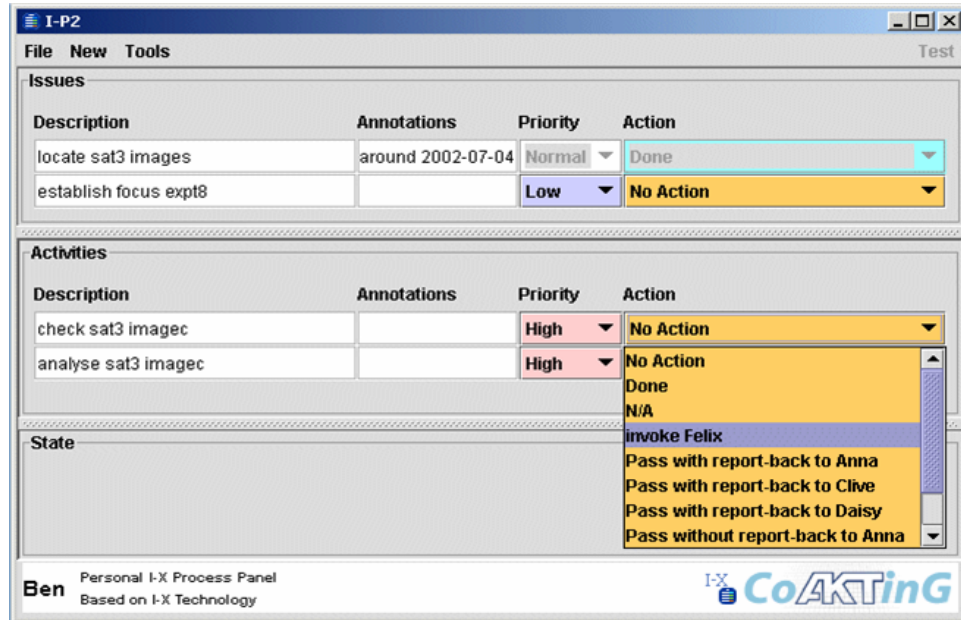 I-P2
File New Tools Test
Issues
Description Annotations Priority Action
locate sat3 images around 2002-07-04 Normal Done
establish focus expt8 Low No Action
Activities
Description Annotations Priority Action
check sat3 imagec High No Action
analyse sat3 imagec High
No Action
Done
N/A
invoke Felix
Pass with report-back to Anna
Pass with report-back to Clive
Pass with report-back to Daisy
Pass without report-back to Anna
State
Ben
Personal I-X Process Panel
Based on I-X Technology
I-X
CoAKTinG